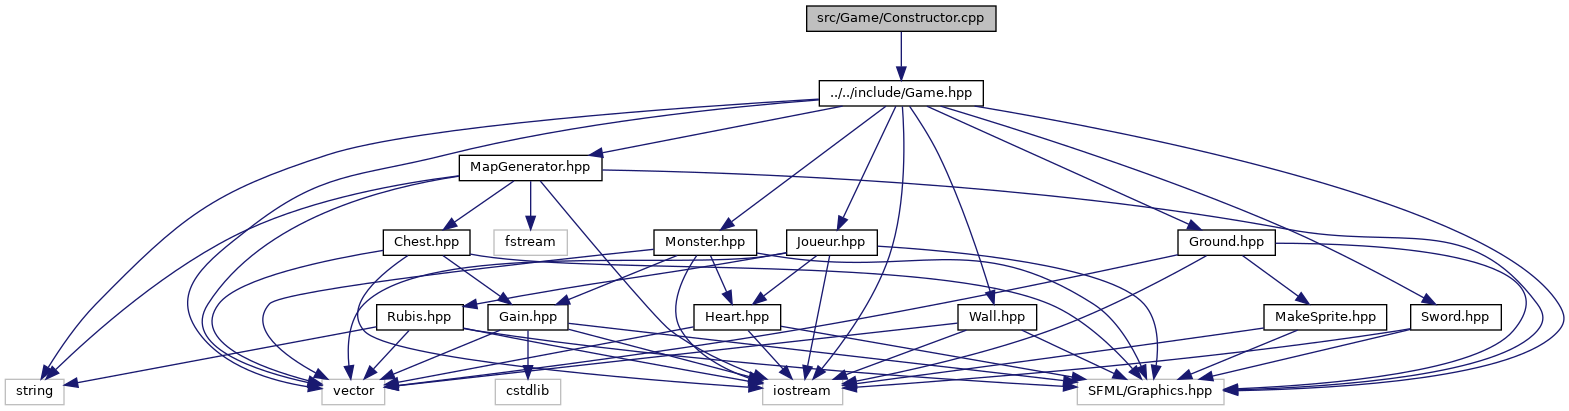 src/Game/Constructor.cpp
../../include/Game.hpp
MapGenerator.hpp
Chest.hpp
fstream
Monster.hpp
Joueur.hpp
Ground.hpp
Rubis.hpp
Gain.hpp
Heart.hpp
Wall.hpp
MakeSprite.hpp
Sword.hpp
string
vector
cstdlib
iostream
SFML/Graphics.hpp